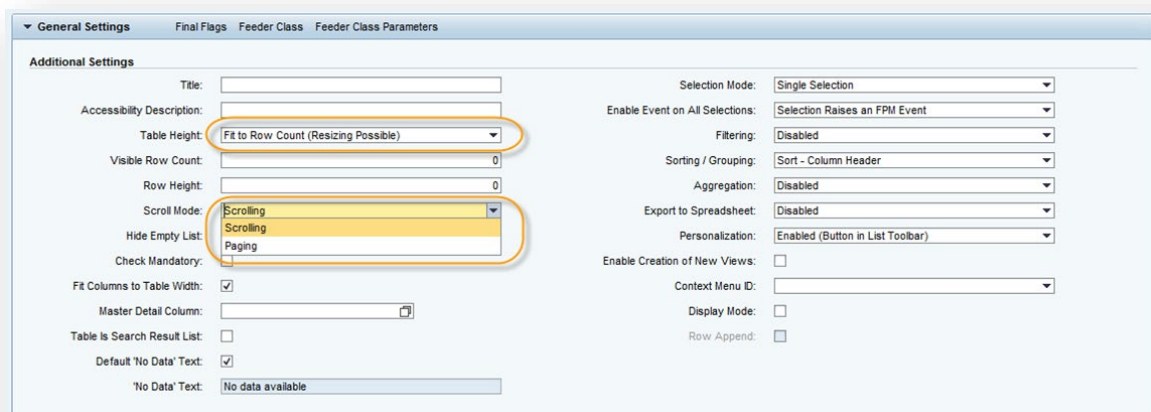 General Settings Final Flags Feeder Class Feeder Class Parameters
Additional Settings
Title: Selection Mode: Single Selection
Accessibility Description: Enable Event on All Selections: Selection Raises an FPM Event
Table Height: Fit to Row Count (Resizing Possible) Filtering: Disabled
Visible Row Count: 0 Sorting / Grouping: Sort - Column Header
Row Height: 0 Aggregation: Disabled
Scroll Mode: Scrolling Export to Spreadsheet: Disabled
Scrolling
Hide Empty List: Personalization: Enabled (Button in List Toolbar)
Paging
Check Mandatory: Enable Creation of New Views:
Fit Columns to Table Width: Context Menu ID:
Master Detail Column: Display Mode:
Table Is Search Result List: Row Append:
Default 'No Data' Text:
'No Data' Text: No data available